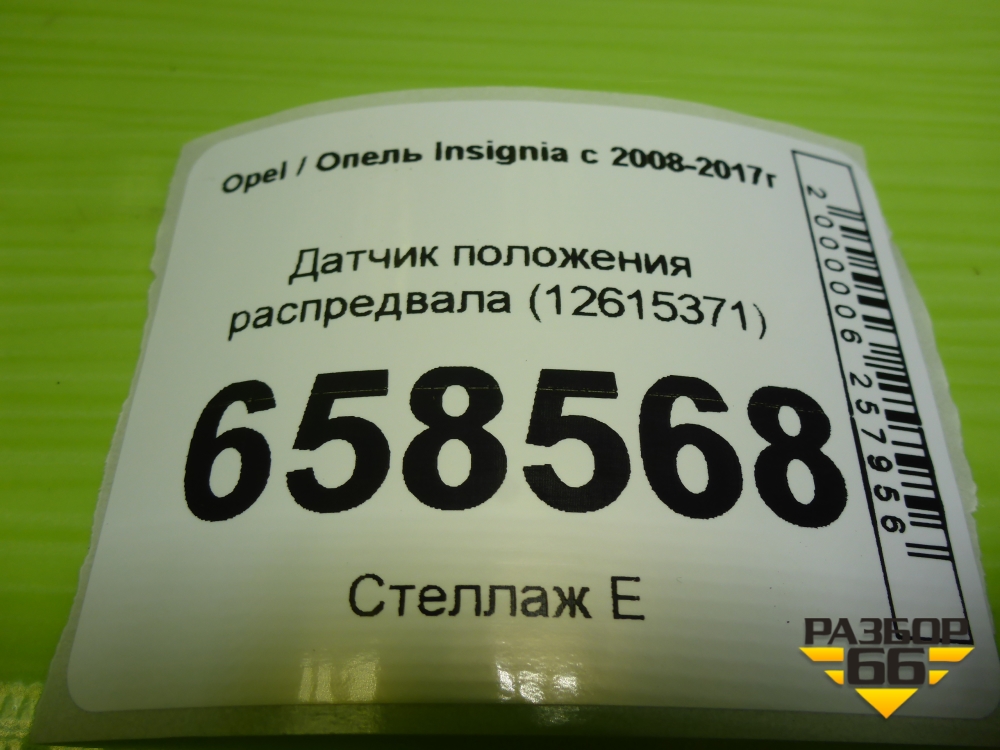 Opel / Опель Insignia с 2008-2017г
Датчик положения
распредвала (12615371)
658568
Стеллаж Е
2000006257956
РАЗБОР
66